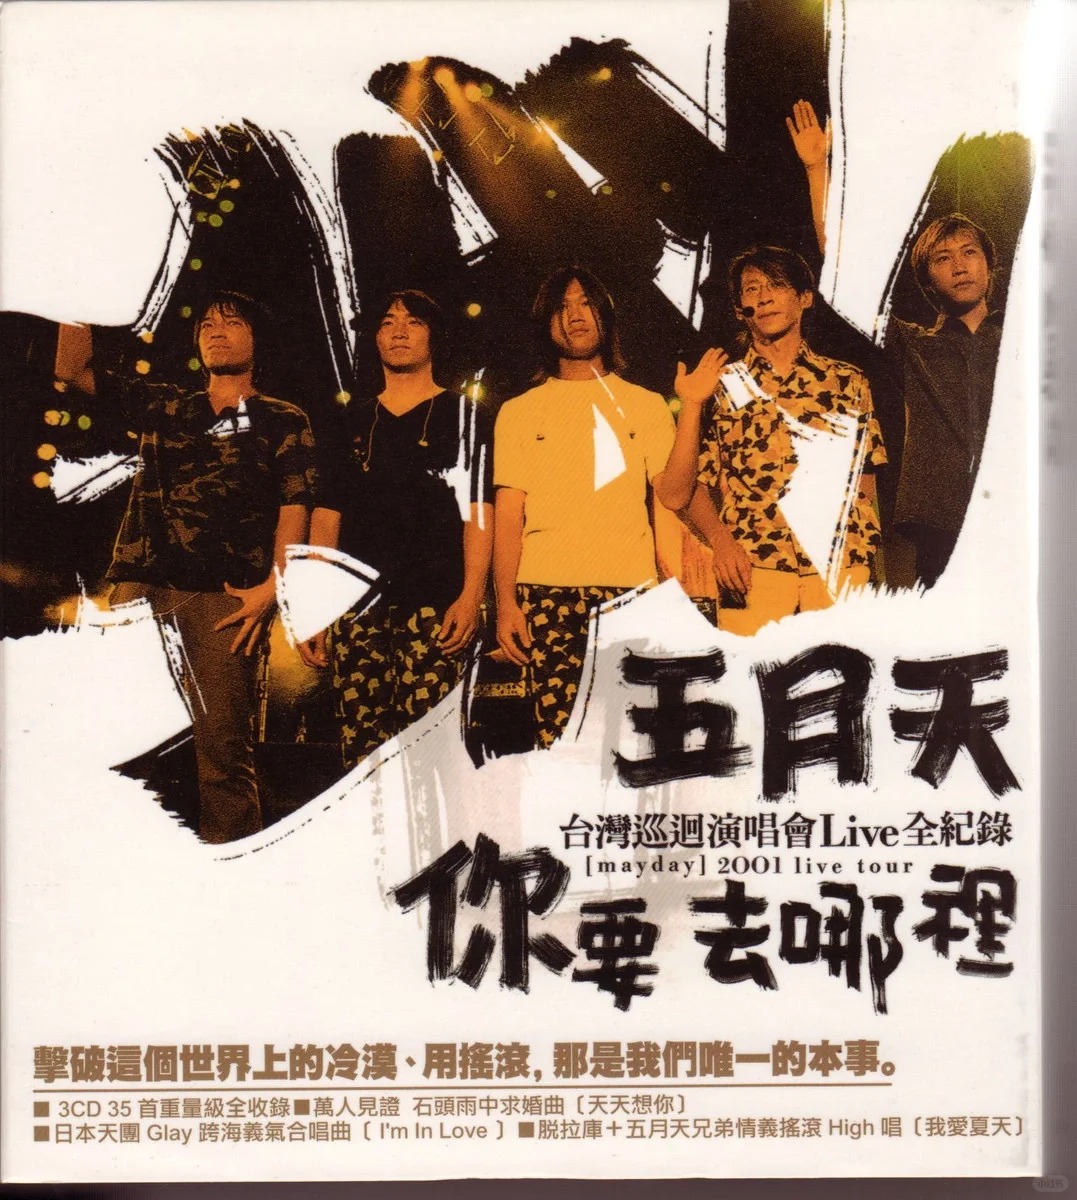 五月天
台灣巡迴演唱會Live全紀錄
[mayday] 2001 live tour
你要去哪裡
擊破這個世界上的冷漠、用搖滾，那是我們唯一的本事。
■ 3CD 35 首重量級全收錄■萬人見證 石頭雨中求婚曲〔天天想你〕
■日本天團 Glay 跨海義氣合唱曲〔 I'm In Love 〕 ■脫拉庫＋五月天兄弟情義搖滾 High 唱〔我愛夏天〕